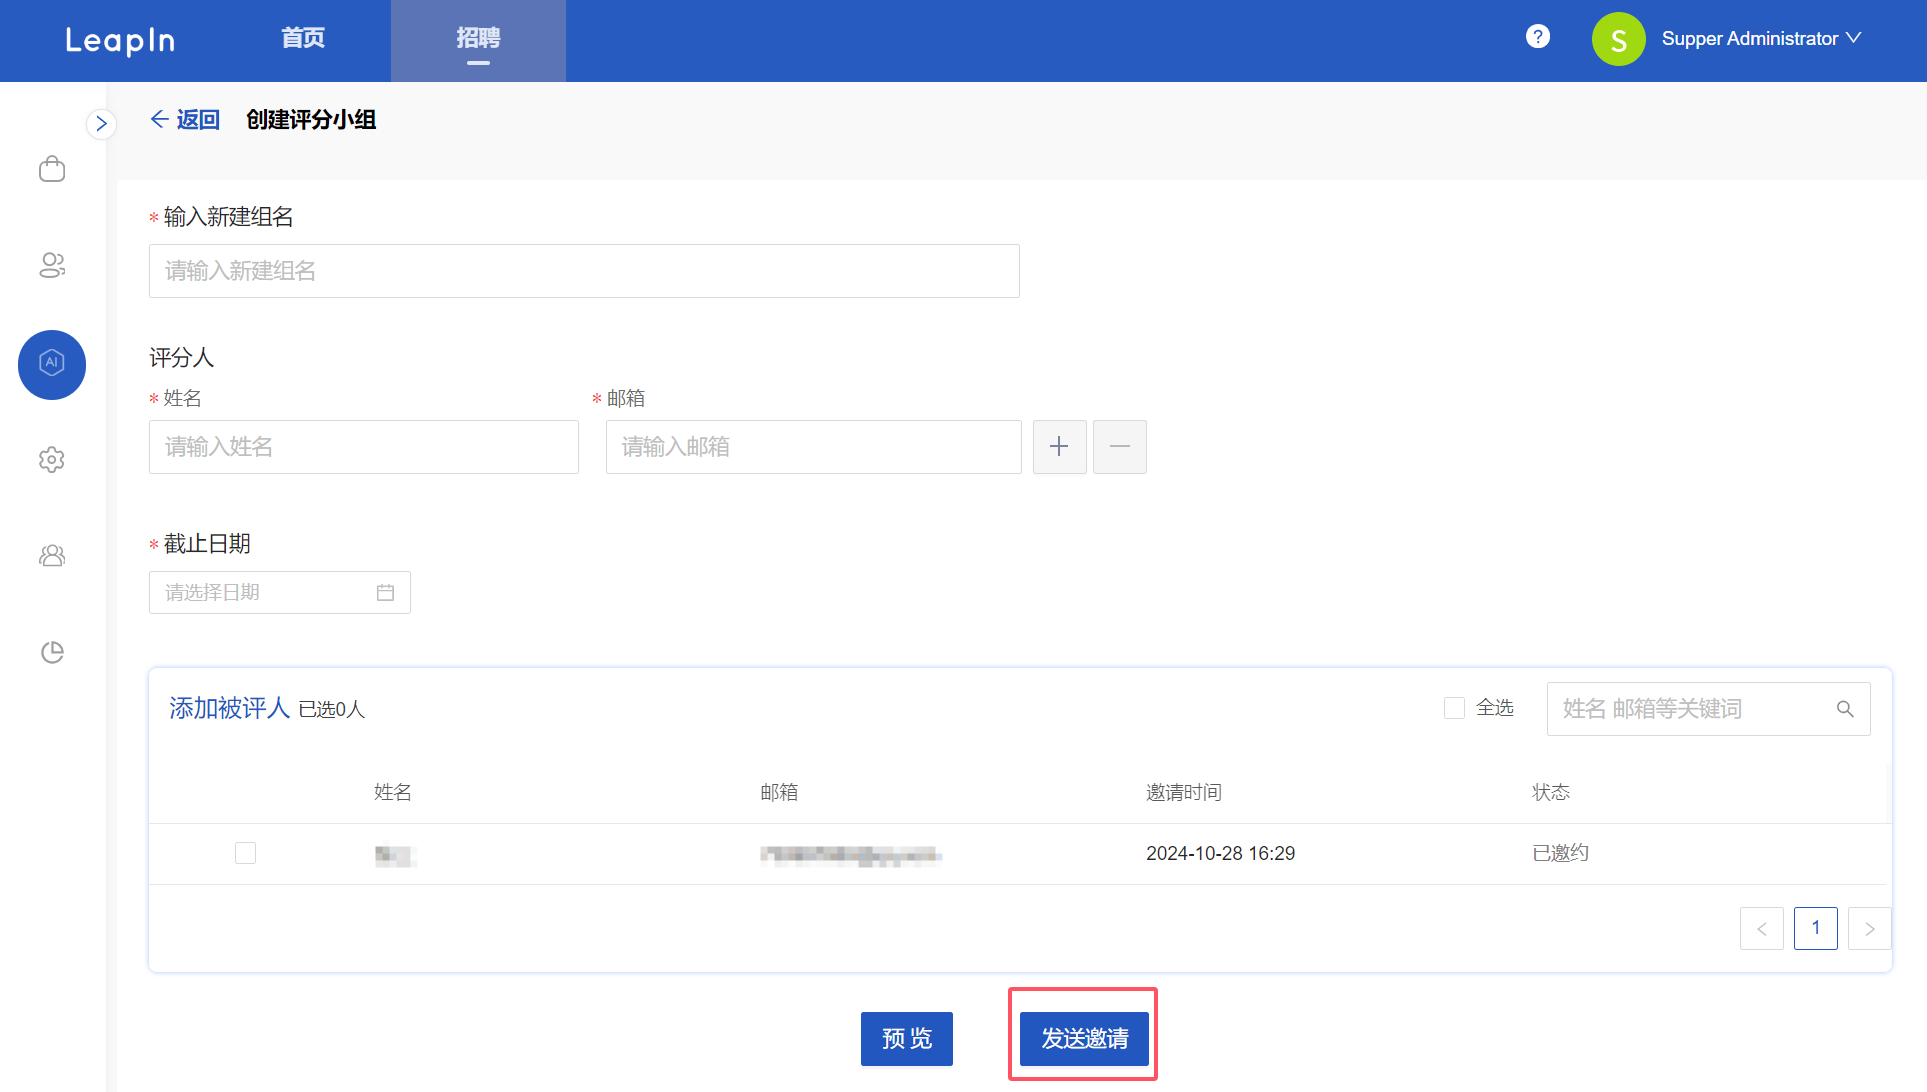 LeapIn
首页
招聘
?
S
Supper Administrator
返回
创建评分小组
AI
* 输入新建组名
请输入新建组名
评分人
* 姓名
* 邮箱
请输入姓名
请输入邮箱
* 截止日期
请选择日期
添加被评人 已选0人
全选
姓名 邮箱等关键词
姓名
邮箱
邀请时间
状态
2024-10-28 16:29
已邀约
1
预 览
发送邀请